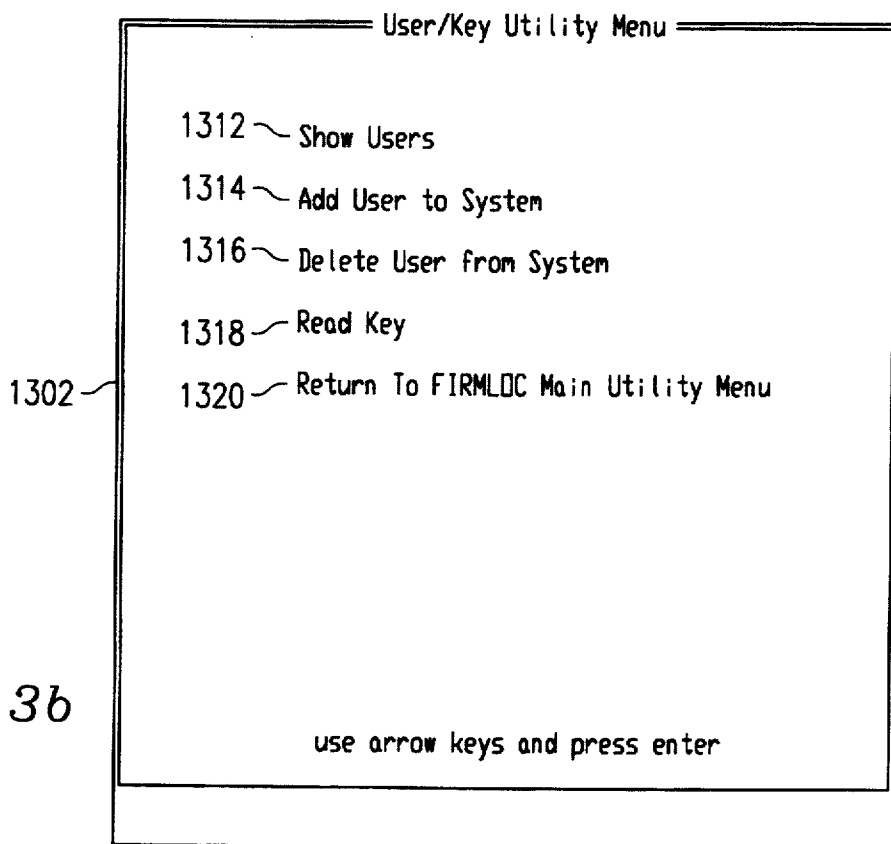 User/Key Utility Menu
1312 Show Users
1314 Add User to System
1316 Delete User from System
1318 Read Key
1302
1320 Return To FIRMLOC Main Utility Menu
3b
use arrow keys and press enter